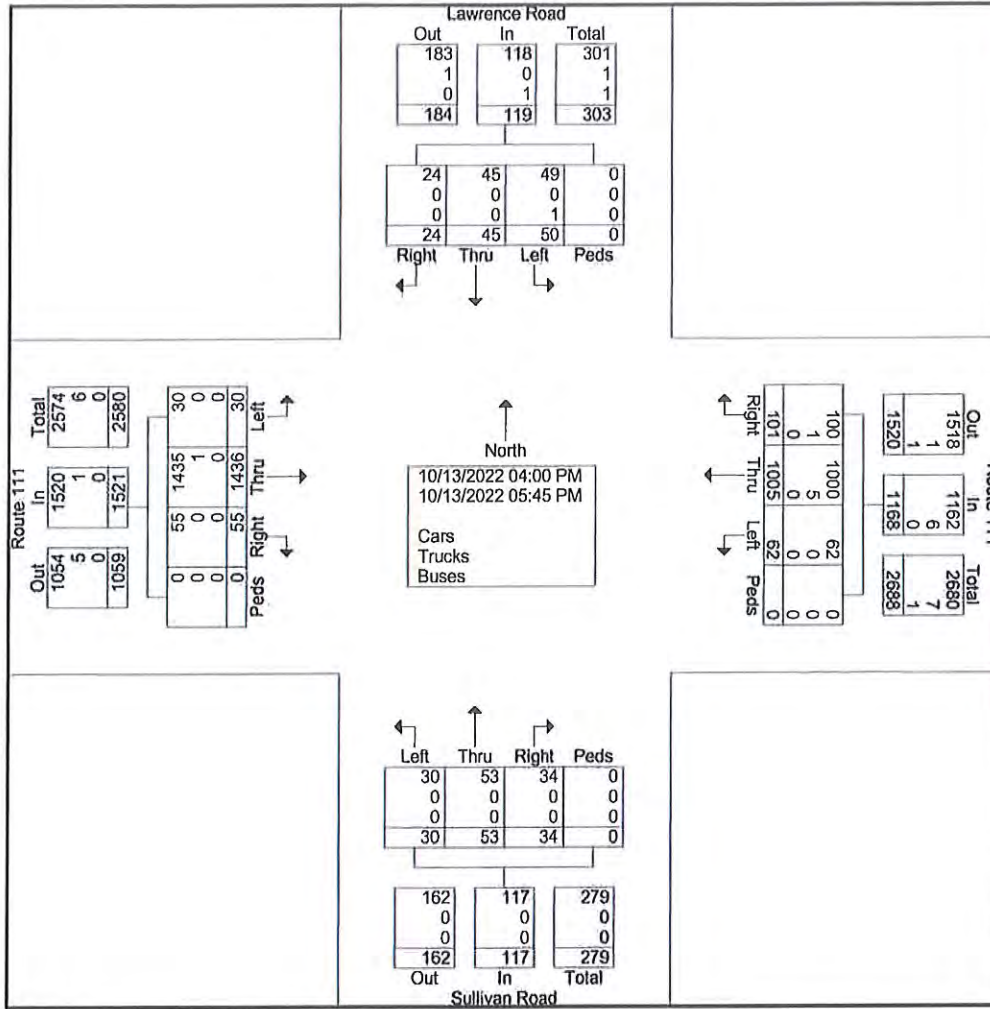 Lawrence Road
Out In Total
183 118 301
1 0 1
0 1 1
184 119 303
24 45 49 0
0 0 0 0
0 0 1 0
24 45 50 0
Right Thru Left Peds
Route 111
Total In Out
2574 1520 1054
6 1 5
0 0 0
2580 1521 1059
30 1435 55 0
0 1 0 0
0 0 0 0
30 1436 55 0
Left Thru Right Peds
North
10/13/2022 04:00 PM
10/13/2022 05:45 PM
Cars
Trucks
Buses
Right Thru Left Peds
100 1000 62 0
1 5 0 0
0 0 0 0
101 1005 62 0
Out In Total
1518 1162 2680
1 6 7
1 0 1
1520 1168 2688
Left Thru Right Peds
30 53 34 0
0 0 0 0
0 0 0 0
30 53 34 0
162 117 279
0 0 0
0 0 0
162 117 279
Out In Total
Sullivan Road